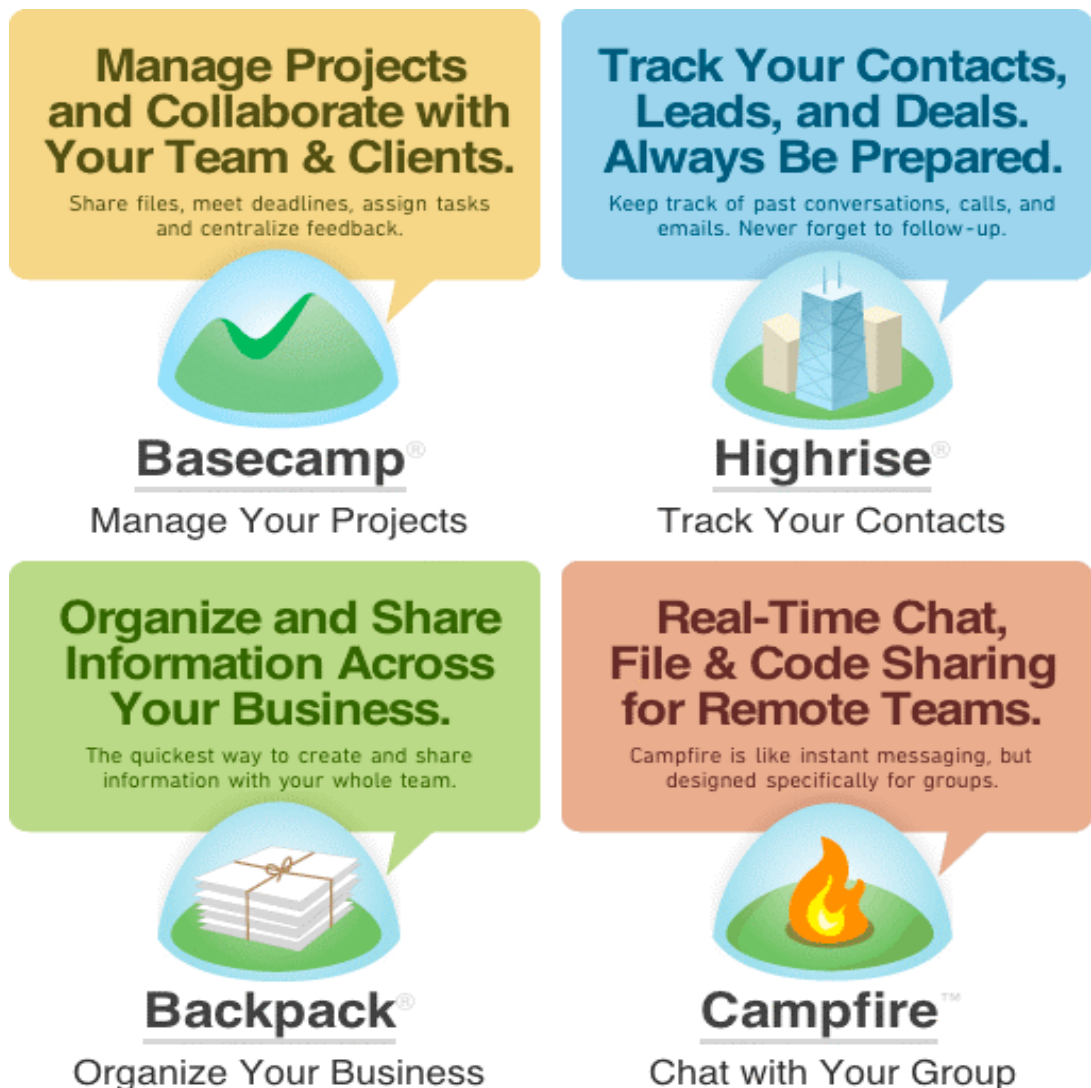 Manage Projects
and Collaborate with
Your Team & Clients.
Share files, meet deadlines, assign tasks
and centralize feedback.
Basecamp®
Manage Your Projects
Track Your Contacts,
Leads, and Deals.
Always Be Prepared.
Keep track of past conversations, calls, and
emails. Never forget to follow-up.
Highrise®
Track Your Contacts
Organize and Share
Information Across
Your Business.
The quickest way to create and share
information with your whole team.
Backpack®
Organize Your Business
Real-Time Chat,
File & Code Sharing
for Remote Teams.
Campfire is like instant messaging, but
designed specifically for groups.
Campfire™
Chat with Your Group